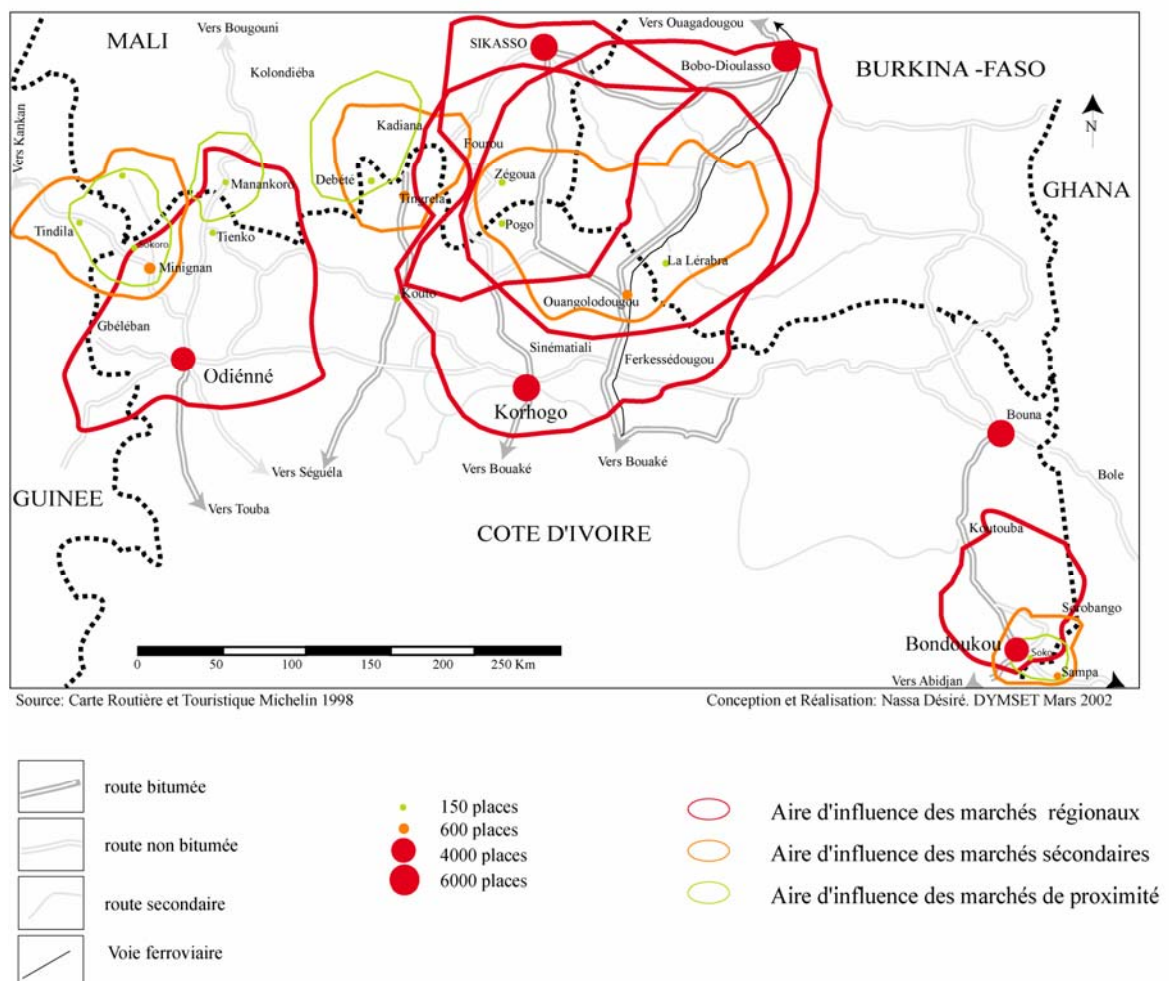 Vers Ouagadougou
Vers Bougouni
MALI
SIKASSO
Bobo-Dioulasso
BURKINA -FASO
Kolondiéba
N
Vers Kankan
Kadiana
Fourou
GHANA
Debété
Manankoro
Zégoua
Tingrela
Tindila
Pogo
Tienko
Sokoro
Minignan
La Lérabra
Kouto
Ouangolodougou
Gbéléban
Sinématiali
Ferkessédougou
Odiénné
Korhogo
Bouna
Vers Séguéla
Vers Bouaké
Vers Bouaké
Bole
GUINEE
Vers Touba
COTE D'IVOIRE
Koutouba
Sorobango
Bondoukou
Soko
Sampa
Vers Abidjan
0 50 100 150 200 250 Km
Source: Carte Routière et Touristique Michelin 1998
Conception et Réalisation: Nassa Désiré. DYMSET Mars 2002
route bitumée
route non bitumée
route secondaire
Voie ferroviaire
150 places
600 places
4000 places
6000 places
Aire d'influence des marchés régionaux
Aire d'influence des marchés sécondaires
Aire d'influence des marchés de proximité